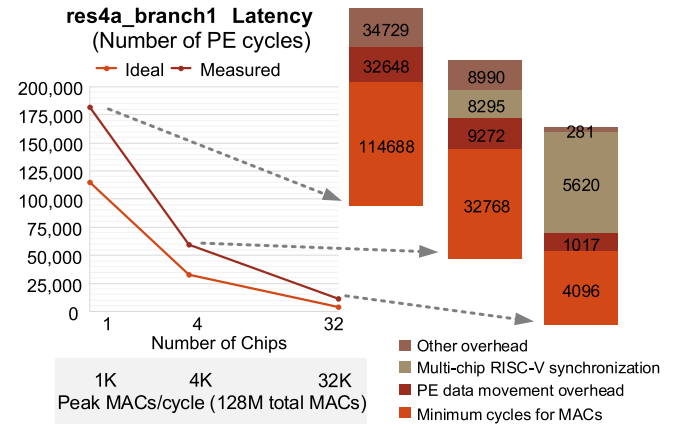 res4a_branch1 Latency
(Number of PE cycles)
Ideal Measured
200,000
175,000
150,000
125,000
100,000
75,000
50,000
25,000
0
1 4 32
Number of Chips
1K 4K 32K
Peak MACs/cycle (128M total MACs)
34729
32648
114688
8990
8295
9272
32768
281
5620
1017
4096
Other overhead
Multi-chip RISC-V synchronization
PE data movement overhead
Minimum cycles for MACs